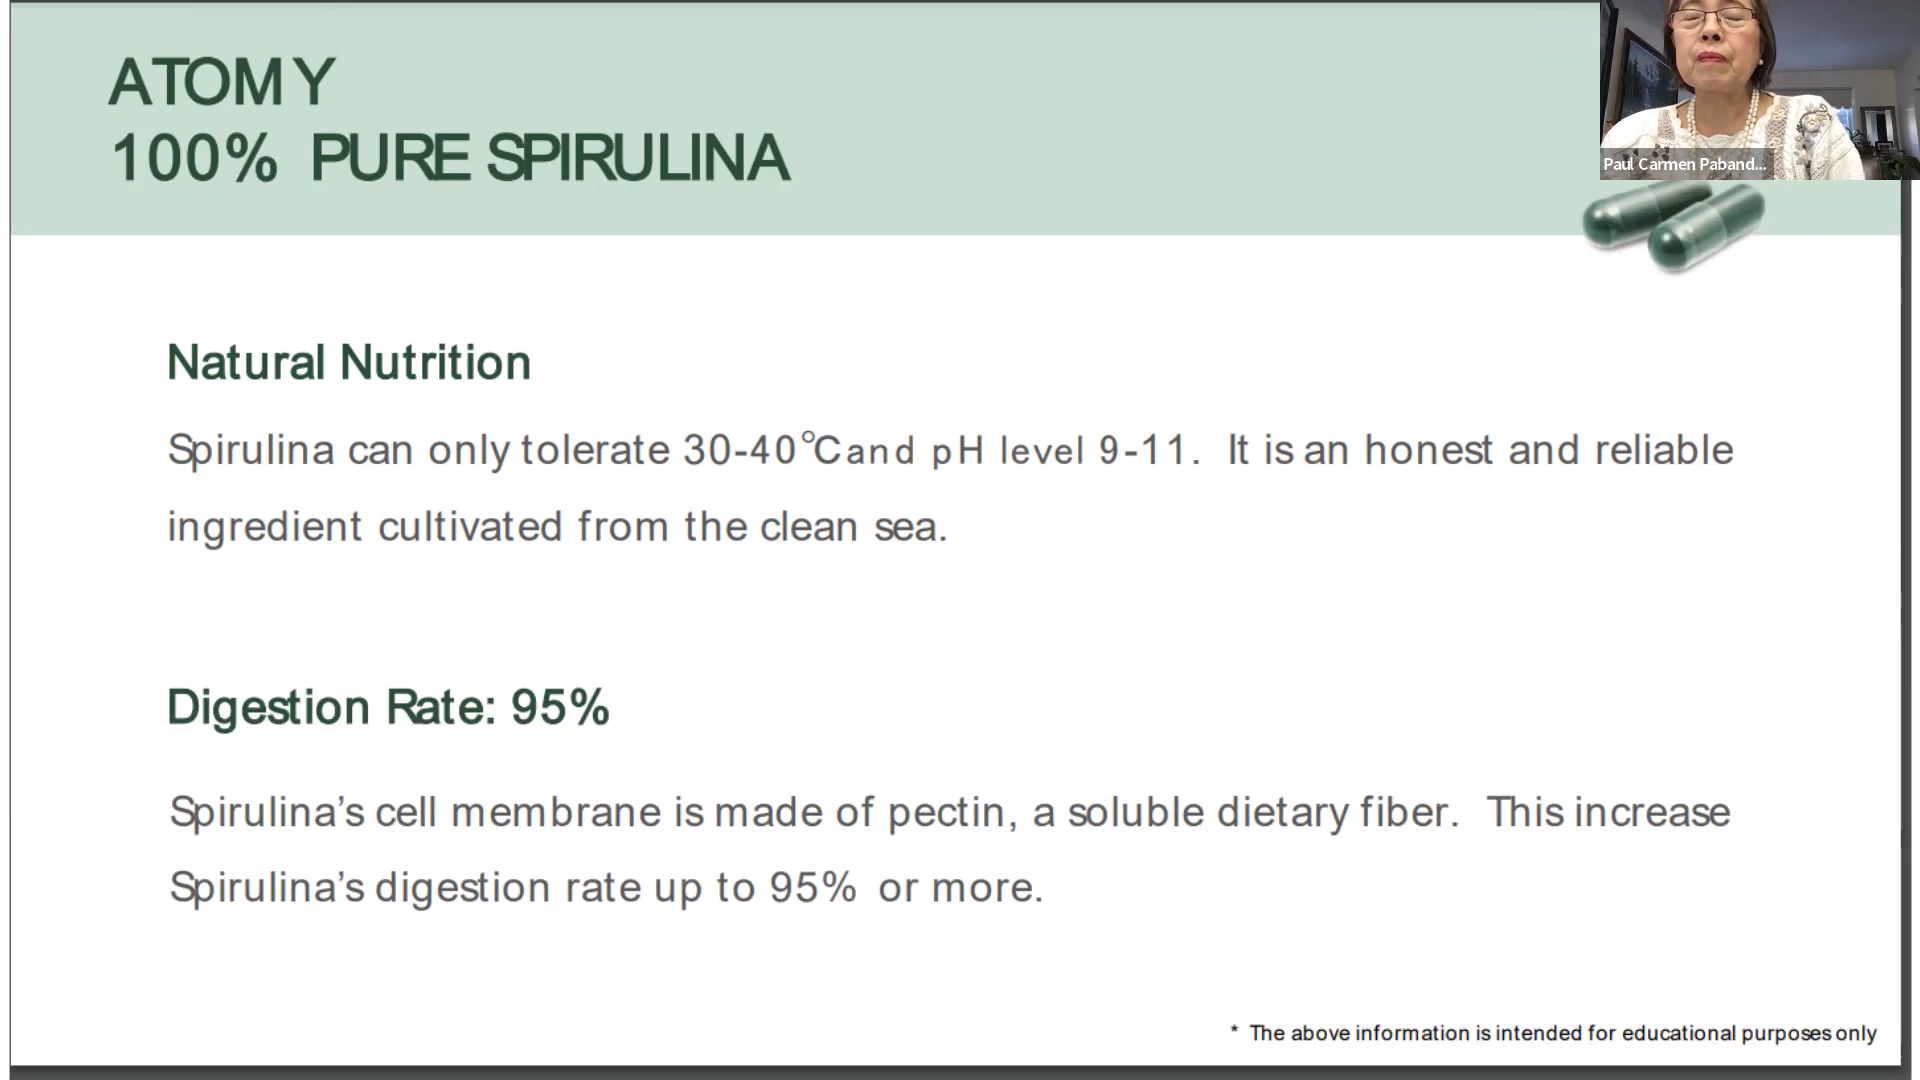 ATOMY
100% PURE SPIRULINA
Paul Carmen Paband...
Natural Nutrition
Spirulina can only tolerate 30-40℃and pH level 9-11. It is an honest and reliable
ingredient cultivated from the clean sea.
Digestion Rate: 95%
Spirulina’s cell membrane is made of pectin, a soluble dietary fiber. This increase
Spirulina’s digestion rate up to 95% or more.
* The above information is intended for educational purposes only